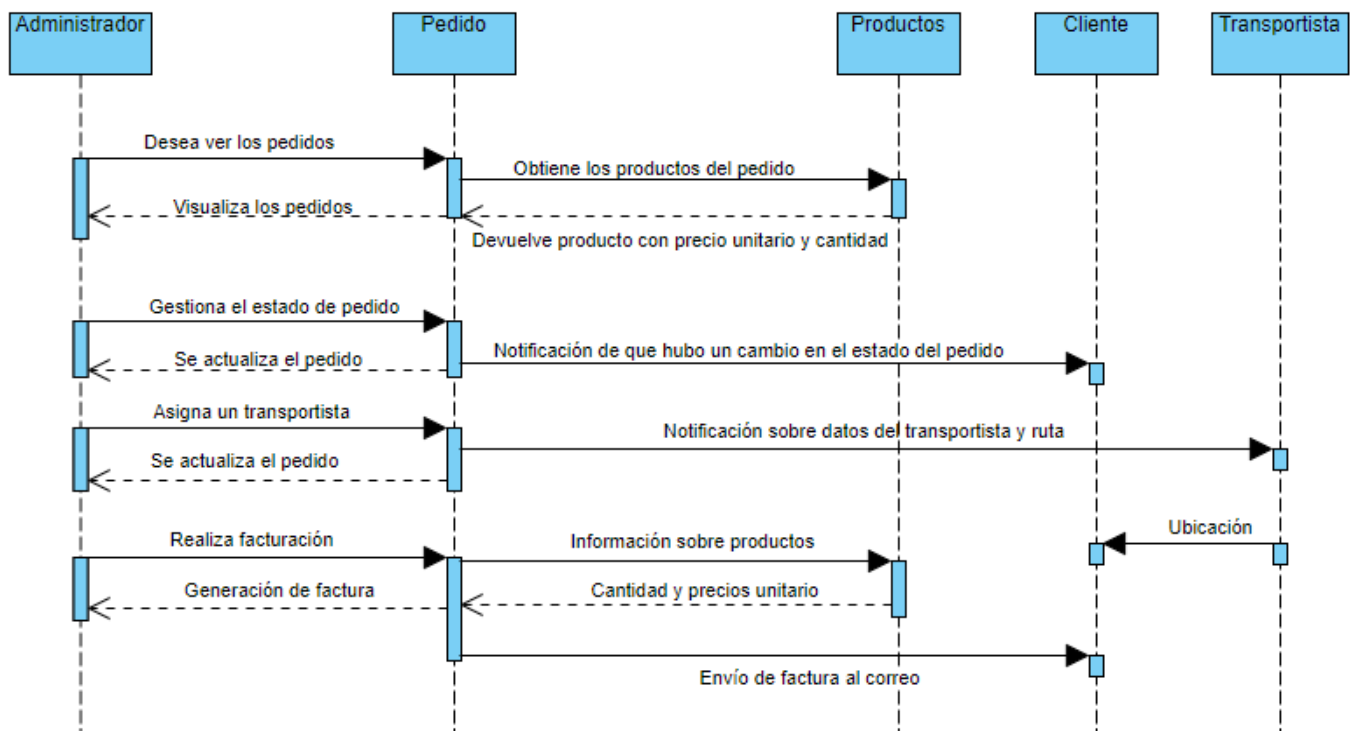 Administrador
Pedido
Productos
Cliente
Transportista
Desea ver los pedidos
Obtiene los productos del pedido
Visualiza los pedidos
Devuelve producto con precio unitario y cantidad
Gestiona el estado de pedido
Notificación de que hubo un cambio en el estado del pedido
Se actualiza el pedido
Asigna un transportista
Notificación sobre datos del transportista y ruta
Se actualiza el pedido
Ubicación
Realiza facturación
Información sobre productos
Generación de factura
Cantidad y precios unitario
Envío de factura al correo